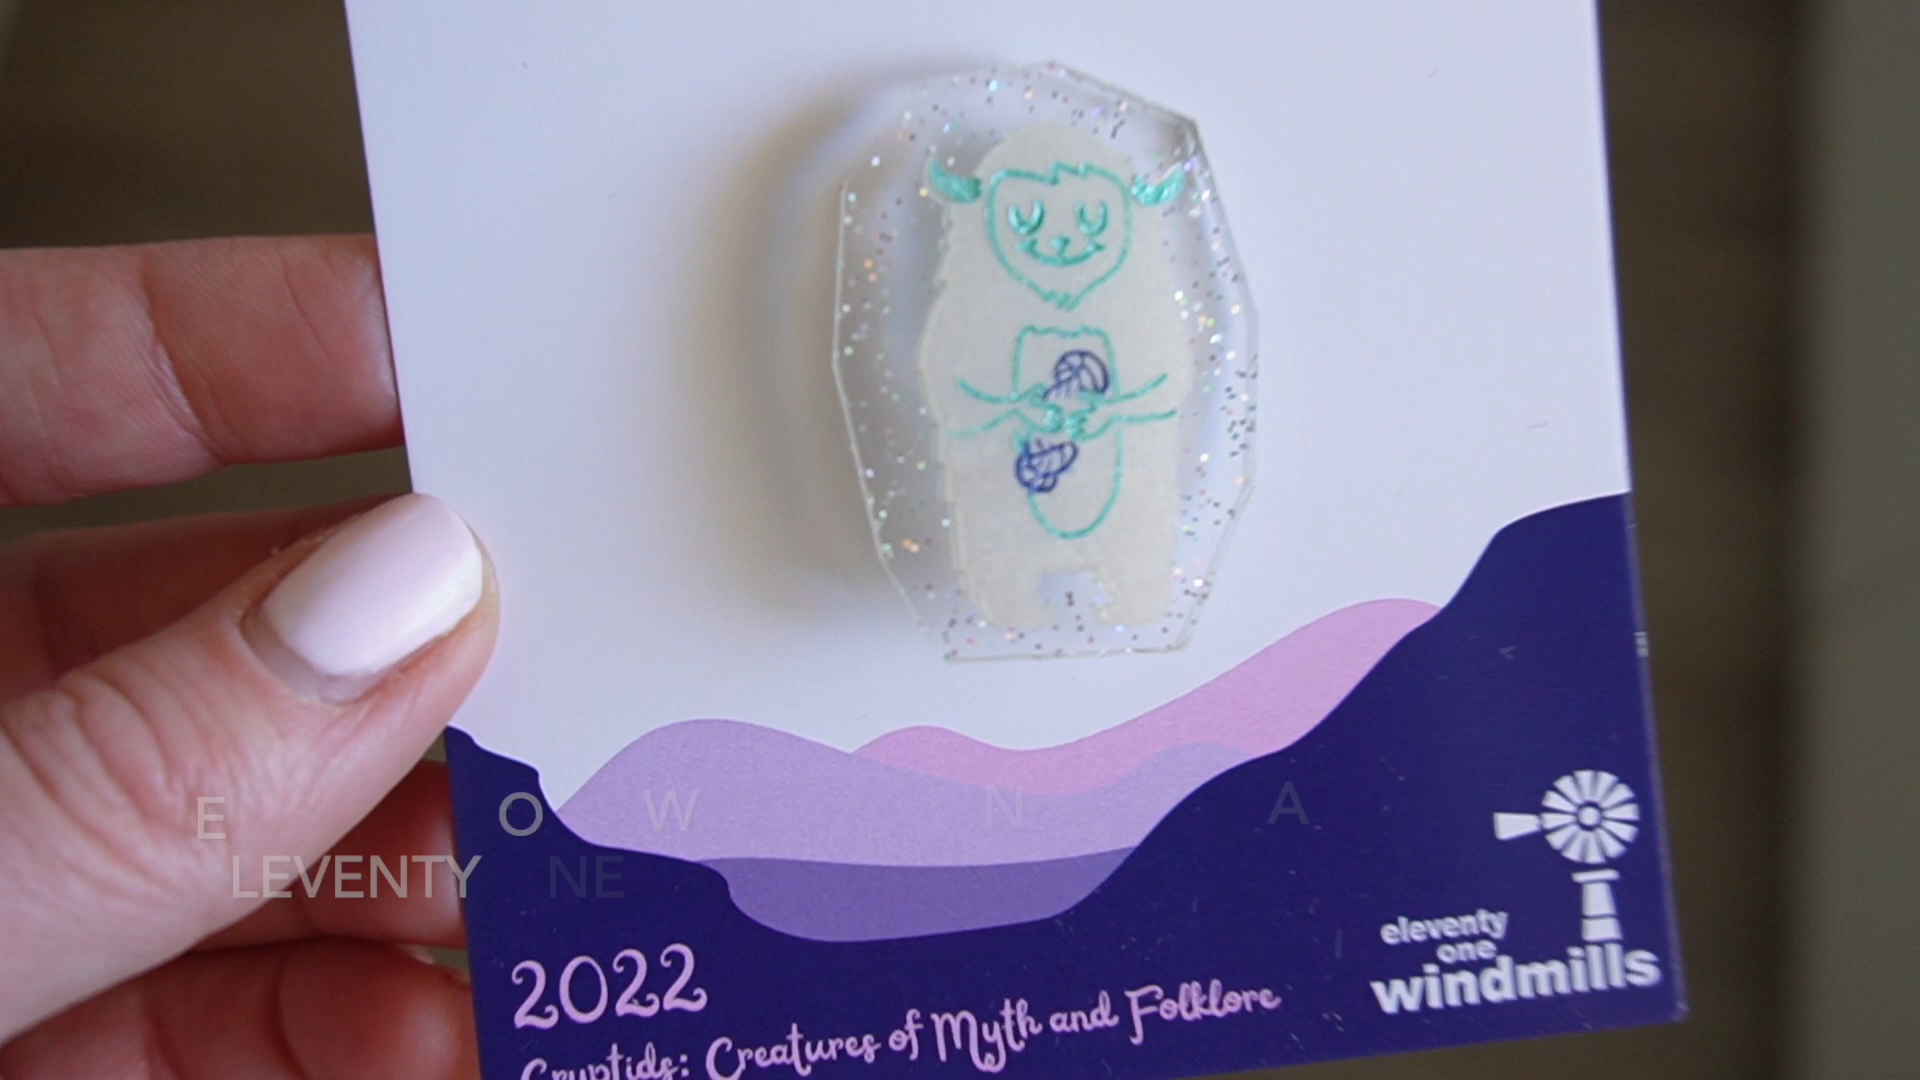 E O W N A
LEVENTY NE
2022
Cryptids: Creatures of Myth and Folklore
eleventy
one
windmills